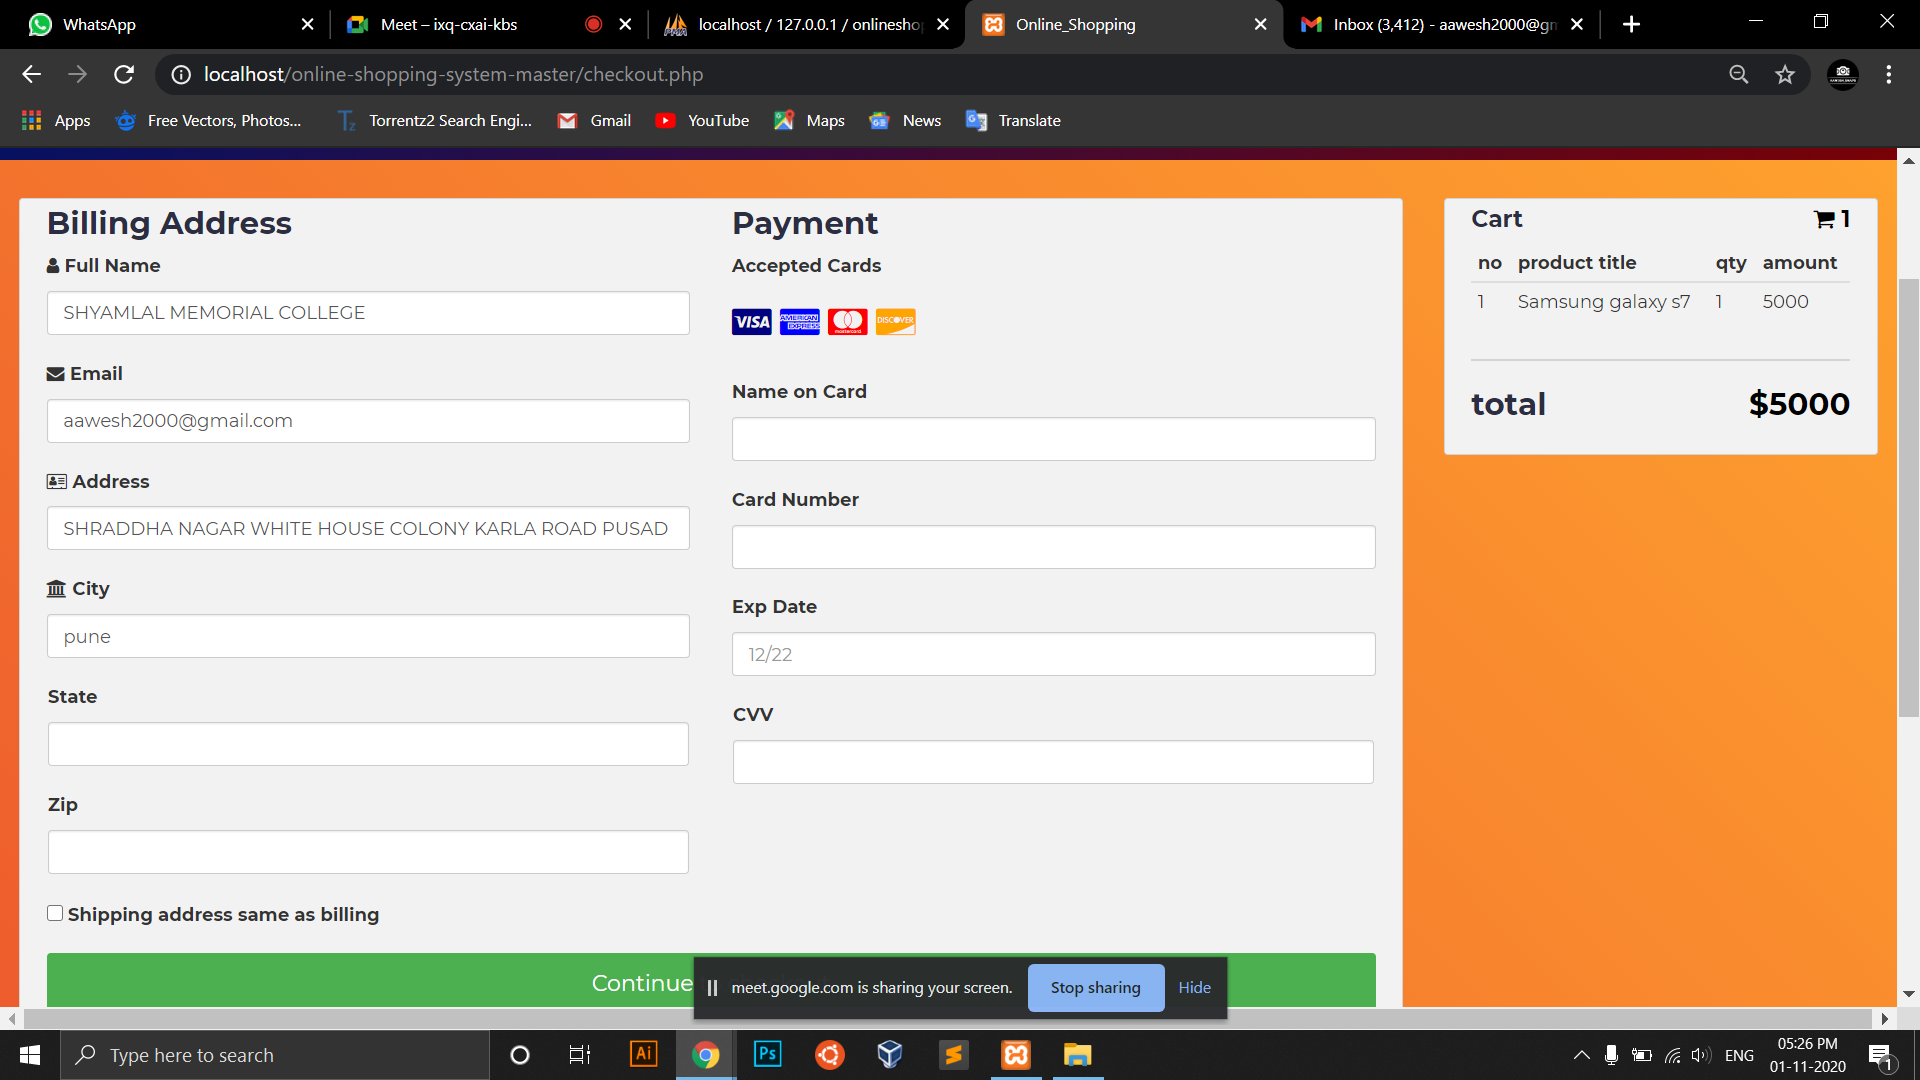 WhatsApp
Meet – ixq-cxai-kbs
localhost / 127.0.0.1 / onlinesho
Online_Shopping
Inbox (3,412) - aawesh2000@gm
localhost/online-shopping-system-master/checkout.php
Apps
Free Vectors, Photos...
Tz
Torrentz2 Search Engi...
Gmail
YouTube
Maps
News
Translate
Billing Address
Full Name
SHYAMLAL MEMORIAL COLLEGE
Email
aawesh2000@gmail.com
Address
SHRADDHA NAGAR WHITE HOUSE COLONY KARLA ROAD PUSAD
City
pune
State
Zip
Shipping address same as billing
Continue
Payment
Accepted Cards
VISA
AMERICAN EXPRESS
mastercard
DISCOVER
Name on Card
Card Number
Exp Date
12/22
CVV
Cart 1
no product title qty amount
1 Samsung galaxy s7 1 5000
total $5000
meet.google.com is sharing your screen.
Stop sharing
Hide
Type here to search
Ai
Ps
ENG
05:26 PM
01-11-2020
1